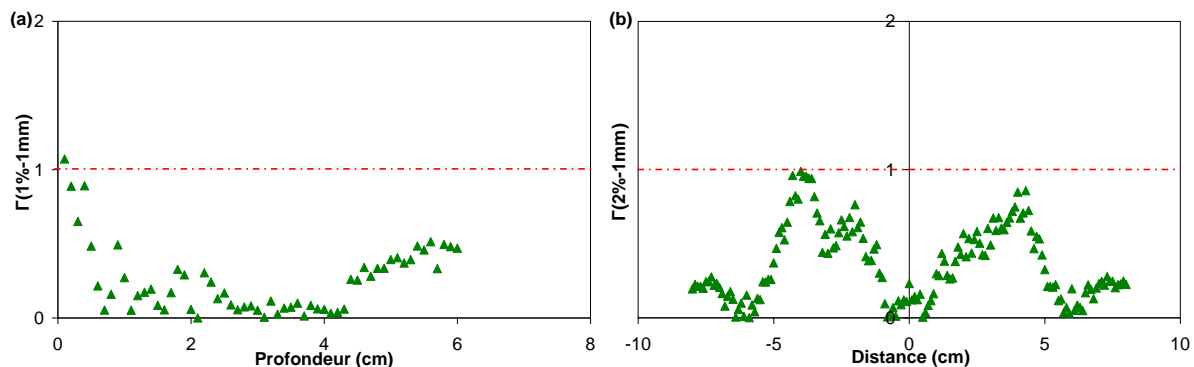 (a)
2
1
0
Γ(1%-1mm)
0 2 4 6 8
Profondeur (cm)
(b)
2
1
0
Γ(2%-1mm)
-10 -5 0 5 10
Distance (cm)